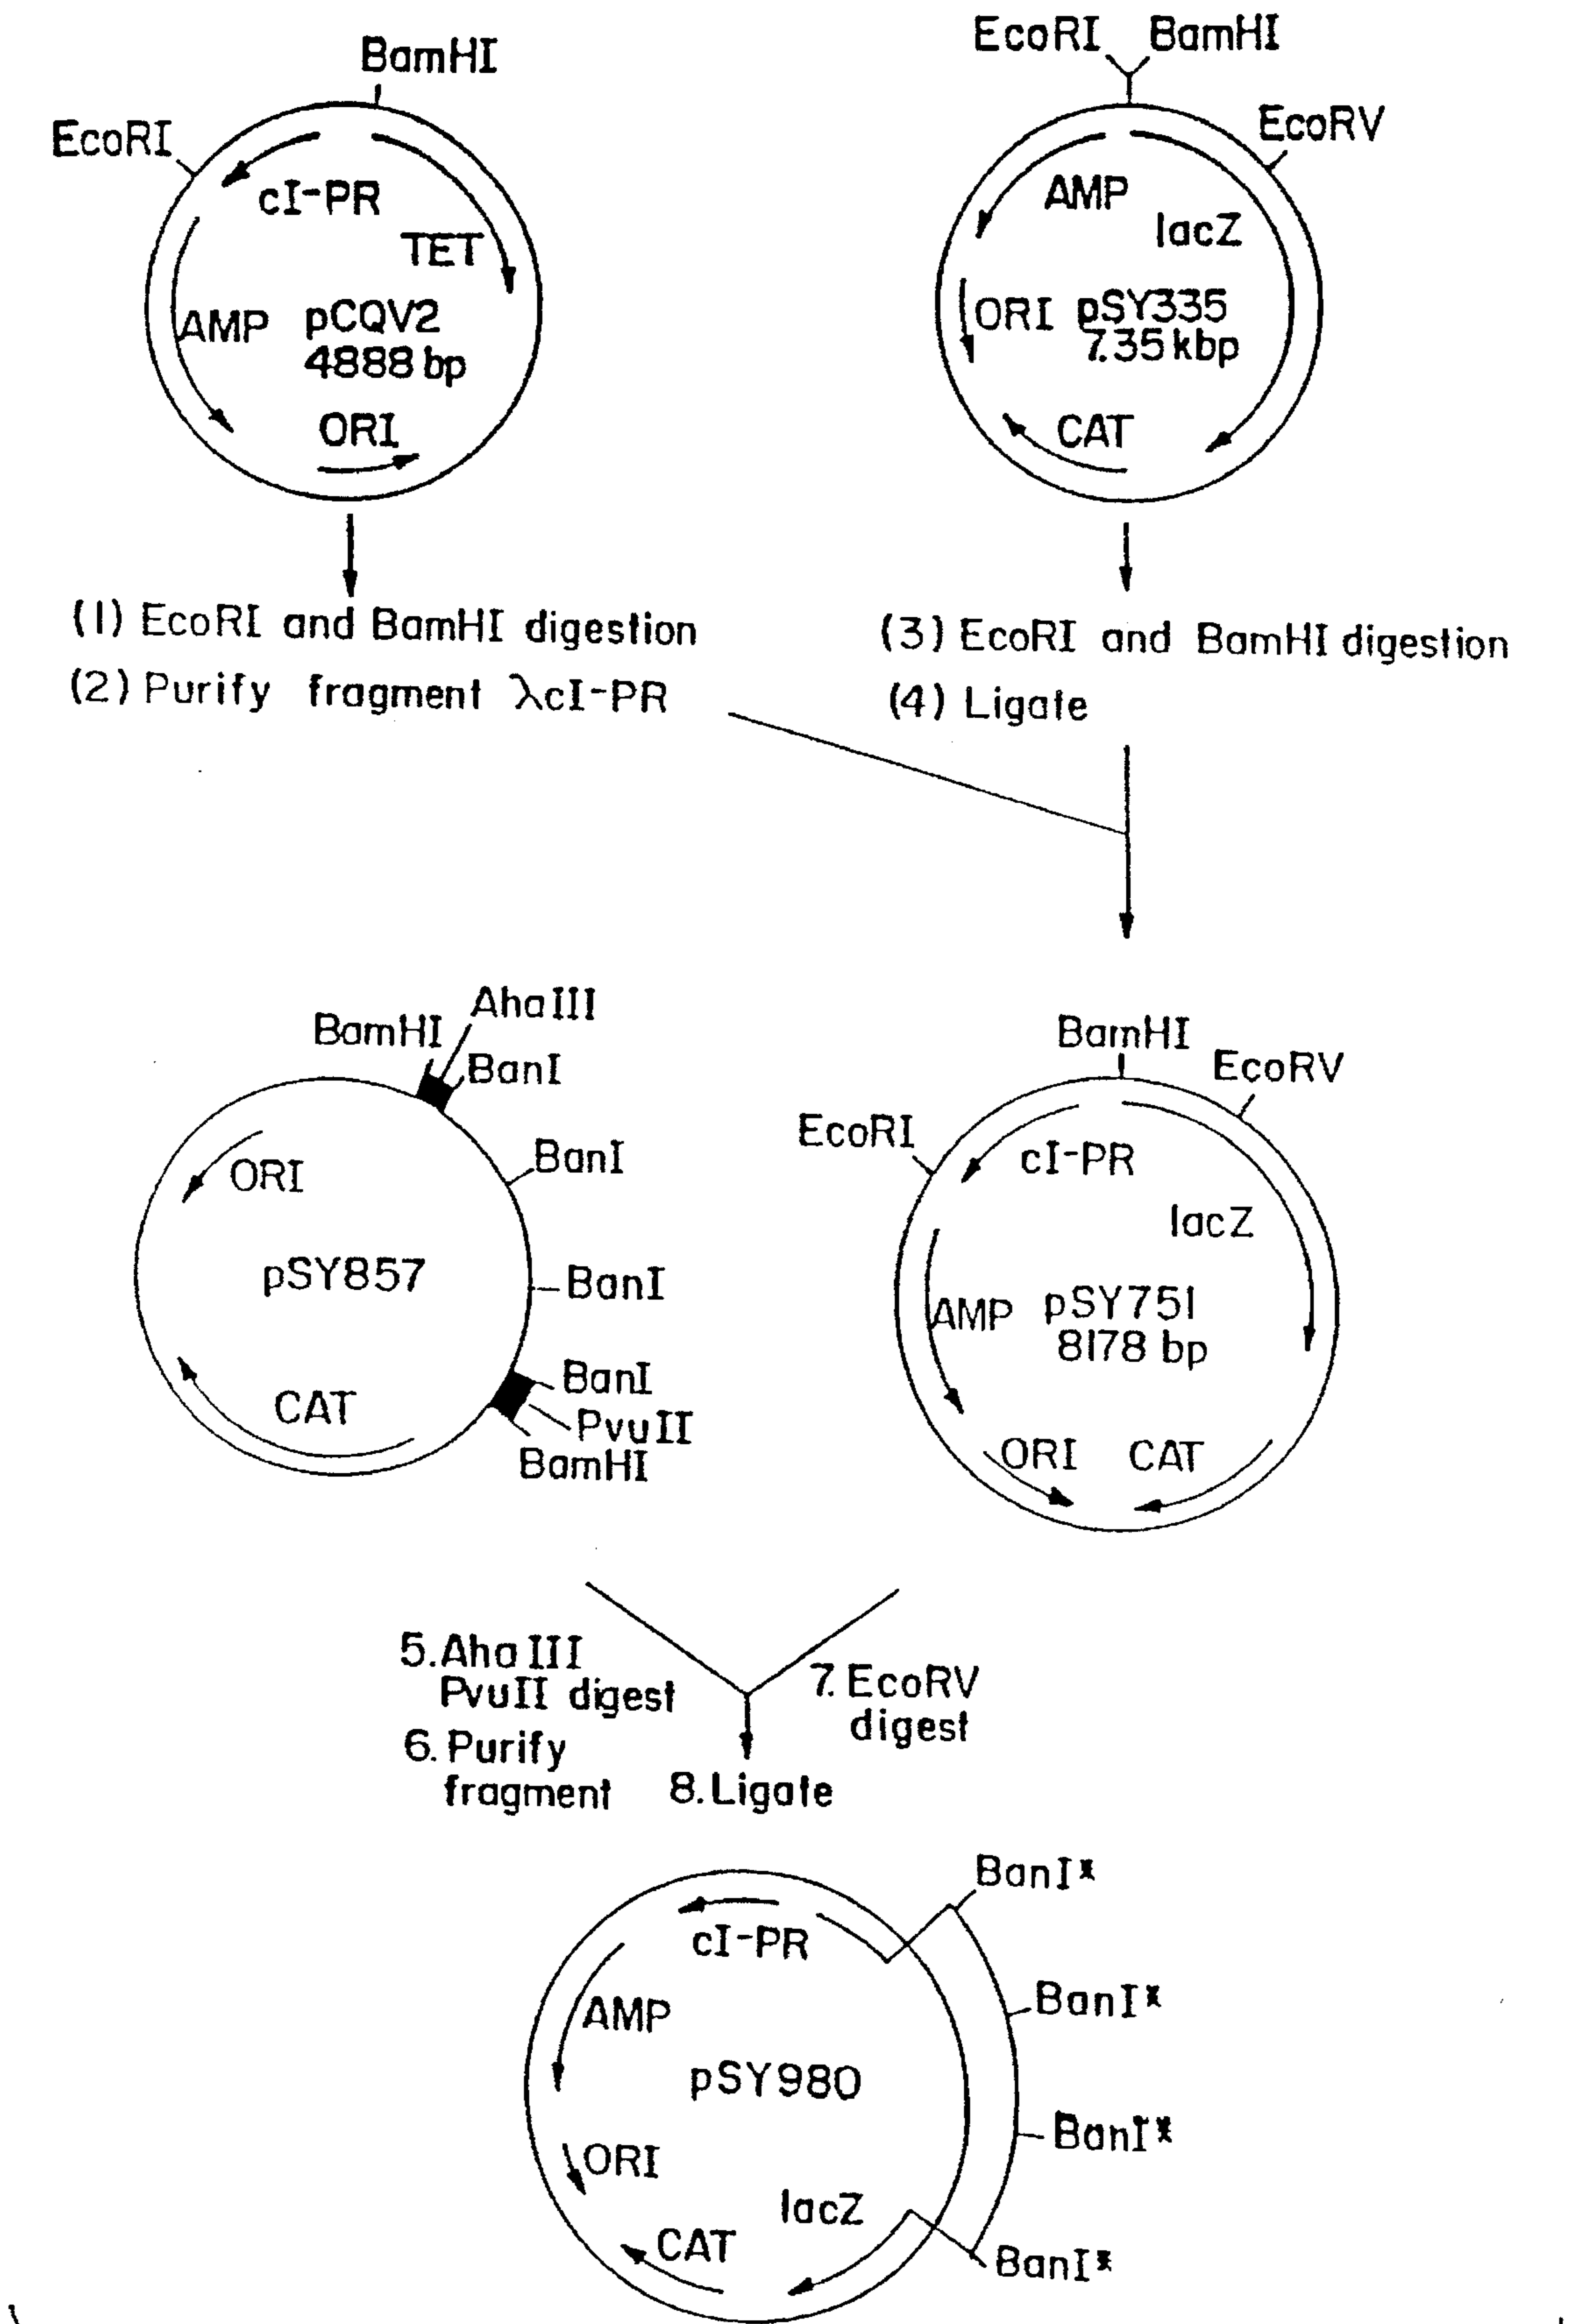 BamHI
EcoRI
cI-PR
TET
AMP pCQV2
4888 bp
ORI
EcoRI BamHI
EcoRV
AMP
lacZ
ORI pSY335
7.35 kbp
CAT
(1) EcoRI and BamHI digestion
(2) Purify fragment λcI-PR
(3) EcoRI and BamHI digestion
(4) Ligate
AhaIII
BamHI
BanI
BanI
ORI
pSY857
BanI
BanI
CAT
PvuII
BamHI
BamHI
EcoRV
EcoRI
cI-PR
lacZ
AMP pSY751
8178 bp
ORI CAT
5. Aha III
PvuII digest
6. Purify
fragment
7. EcoRV
digest
8. Ligate
BanI*
cI-PR
BanI*
AMP
pSY980
BanI*
ORI
lacZ
CAT
BanI*